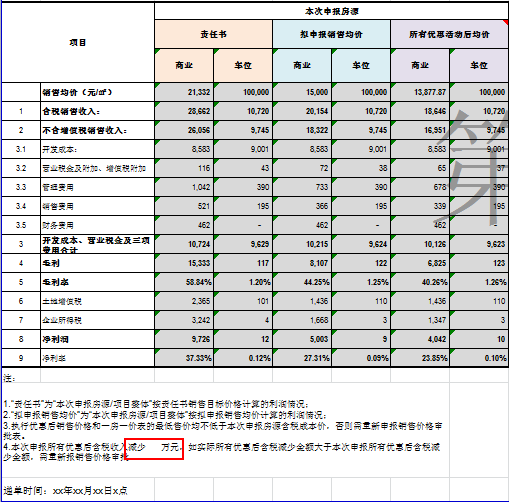 项目 本次申报房源
责任书 拟申报销售均价 所有优惠活动后均价
商业 车位 商业 车位 商业 车位
销售均价（元/㎡） 21,332 100,000 15,000 100,000 13,877.87 100,000
1 含税销售收入: 28,662 10,720 20,154 10,720 18,646 10,720
2 不含增值税销售收入: 26,056 9,745 18,322 9,745 16,951 9,745
3.1 开发成本: 8,583 9,001 8,583 9,001 8,583 9,001
3.2 营业税金及附加、增值税附加 116 43 72 38 65 37
3.3 管理费用 1,042 390 733 390 678 390
3.4 销售费用 521 195 366 195 339 195
3.5 财务费用 462 - 462 - 462 -
3 开发成本、营业税金及三项费用合计 10,724 9,629 10,215 9,624 10,126 9,623
4 毛利 15,333 117 8,107 122 6,825 123
5 毛利率 58.84% 1.20% 44.25% 1.25% 40.26% 1.26%
6 土地增值税 2,365 101 1,436 110 1,436 110
7 企业所得税 3,242 4 1,668 3 1,347 3
8 净利润 9,726 12 5,003 9 4,042 10
9 净利率 37.33% 0.12% 27.31% 0.09% 23.85% 0.10%
第
注:
1."责任书"为"本次申报房源/项目整体"按责任书销售目标价格计算的利润情况;
2."拟申报销售均价"为"本次申报房源/项目整体"按拟申报销售均价计算的利润情况;
3.执行优惠后销售价格和一房一价表的最低售价均不低于本次申报房源含税成本价，否则需重新申报销售价格审
批表。
4.本次申报所有优惠后含税收入减少 万元，如实际所有优惠后含税减少金额大于本次申报所有优惠后含税减
少金额，需重新报销售价格审批
递单时间: xx年xx月xx日x点